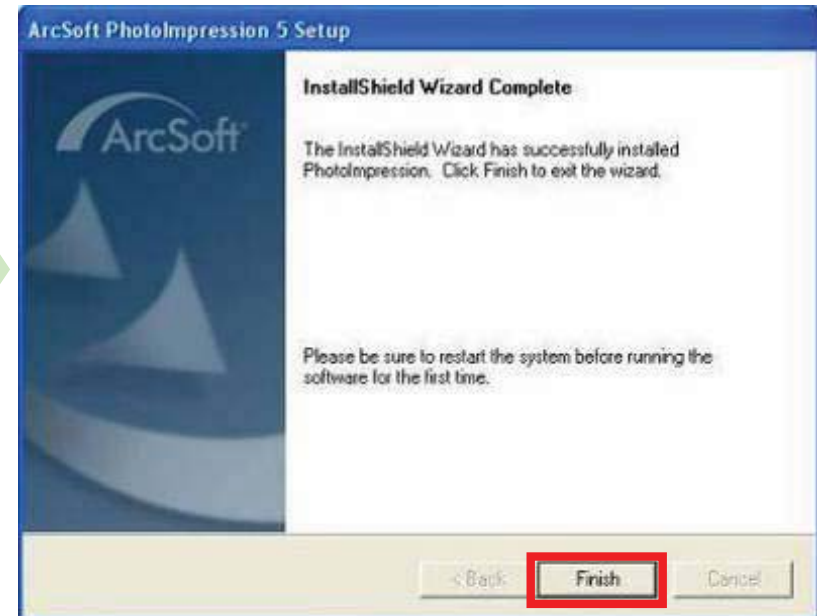 ArcSoft PhotoImpression 5 Setup
InstallShield Wizard Complete
ArcSoft
The InstallShield Wizard has successfully installed
PhotoImpression. Click Finish to exit the wizard.
Please be sure to restart the system before running the
software for the first time.
< Back Finish Cancel